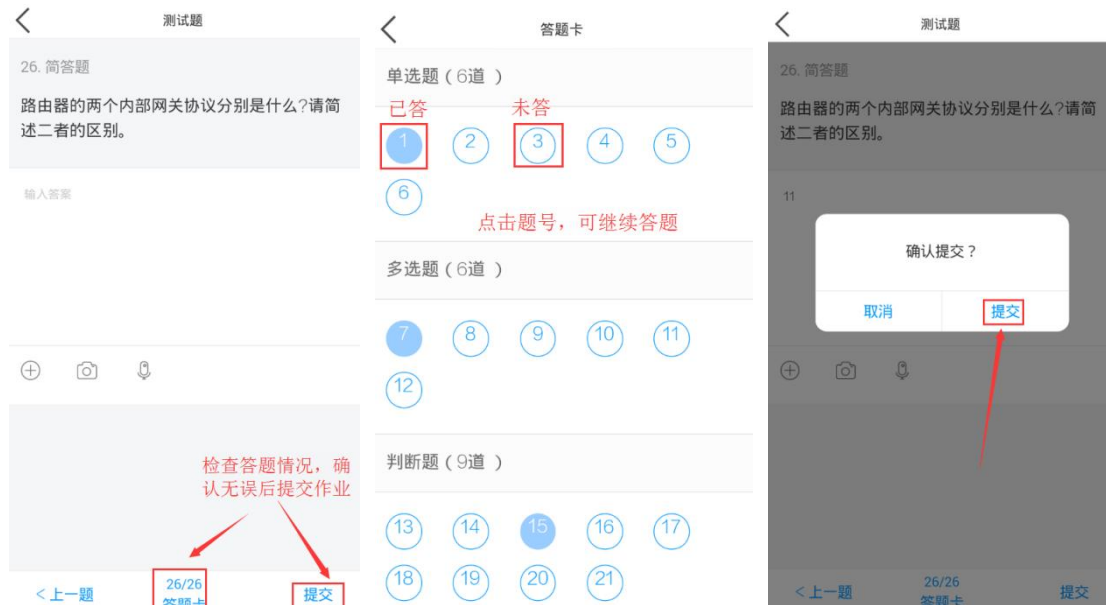 测试题
26. 简答题
路由器的两个内部网关协议分别是什么?请简
述二者的区别。
输入答案
检查答题情况，确
认无误后提交作业
<上一题
26/26
答题卡
提交
答题卡
单选题（6道 ）
已答
未答
1
2
3
4
5
6
点击题号，可继续答题
多选题（6道 ）
7
8
9
10
11
12
判断题（9道 ）
13
14
15
16
17
18
19
20
21
测试题
26. 简答题
路由器的两个内部网关协议分别是什么?请简
述二者的区别。
11
确认提交？
取消
提交
<上一题
26/26
答题卡
提交